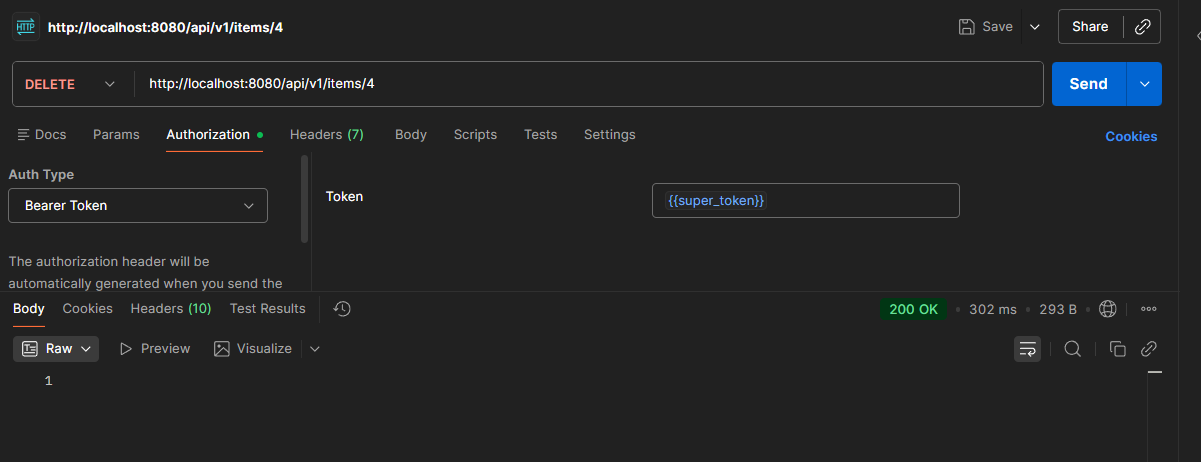 HTTP http://localhost:8080/api/v1/items/4 Save Share
DELETE http://localhost:8080/api/v1/items/4 Send
Docs Params Authorization Headers (7) Body Scripts Tests Settings Cookies
Auth Type
Bearer Token
Token {{super_token}}
The authorization header will be
automatically generated when you send the
Body Cookies Headers (10) Test Results 200 OK • 302 ms • 293 B •
Raw Preview Visualize
1